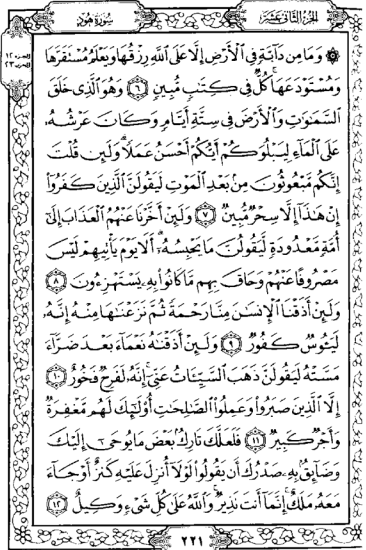 الجزء الثاني عشر
سورة هود
۞ وَمَا مِن دَآبَّةٍ فِي ٱلۡأَرۡضِ إِلَّا عَلَى ٱللَّهِ رِزۡقُهَا وَيَعۡلَمُ مُسۡتَقَرَّهَا
وَمُسۡتَوۡدَعَهَاۚ كُلّٞ فِي كِتَٰبٖ مُّبِينٖ ٦ وَهُوَ ٱلَّذِي خَلَقَ
ٱلسَّمَٰوَٰتِ وَٱلۡأَرۡضَ فِي سِتَّةِ أَيَّامٖ وَكَانَ عَرۡشُهُۥ
عَلَى ٱلۡمَآءِ لِيَبۡلُوَكُمۡ أَيُّكُمۡ أَحۡسَنُ عَمَلٗاۗ وَلَئِن قُلۡتَ
إِنَّكُم مَّبۡعُوثُونَ مِنۢ بَعۡدِ ٱلۡمَوۡتِ لَيَقُولَنَّ ٱلَّذِينَ كَفَرُوٓاْ
إِنۡ هَٰذَآ إِلَّا سِحۡرٞ مُّبِينٞ ٧ وَلَئِنۡ أَخَّرۡنَا عَنۡهُمُ ٱلۡعَذَابَ إِلَىٰٓ
أُمَّةٖ مَّعۡدُودَةٖ لَّيَقُولُنَّ مَا يَحۡبِسُهُۥٓۗ أَلَا يَوۡمَ يَأۡتِيهِمۡ لَيۡسَ
مَصۡرُوفًا عَنۡهُمۡ وَحَاقَ بِهِم مَّا كَانُواْ بِهِۦ يَسۡتَهۡزِءُونَ ٨
وَلَئِنۡ أَذَقۡنَا ٱلۡإِنسَٰنَ مِنَّا رَحۡمَةٗ ثُمَّ نَزَعۡنَٰهَا مِنۡهُ إِنَّهُۥ
لَيَـُٔوسٞ كَفُورٞ ٩ وَلَئِنۡ أَذَقۡنَٰهُ نَعۡمَآءَ بَعۡدَ ضَرَّآءَ
مَسَّتۡهُ لَيَقُولَنَّ ذَهَبَ ٱلسَّيِّـَٔاتُ عَنِّيٓۚ إِنَّهُۥ لَفَرِحٞ فَخُورٌ ١٠
إِلَّا ٱلَّذِينَ صَبَرُواْ وَعَمِلُواْ ٱلصَّٰلِحَٰتِ أُوْلَٰٓئِكَ لَهُم مَّغۡفِرَةٞ
وَأَجۡرٞ كَبِيرٞ ١١ فَلَعَلَّكَ تَارِكُۢ بَعۡضَ مَا يُوحَىٰٓ إِلَيۡكَ
وَضَآئِقُۢ بِهِۦ صَدۡرُكَ أَن يَقُولُواْ لَوۡلَآ أُنزِلَ عَلَيۡهِ كَنزٌ أَوۡ جَآءَ
مَعَهُۥ مَلَكٌۚ إِنَّمَآ أَنتَ نَذِيرٞۚ وَٱللَّهُ عَلَىٰ كُلِّ شَيۡءٖ وَكِيلٌ ١٢
٢٢١